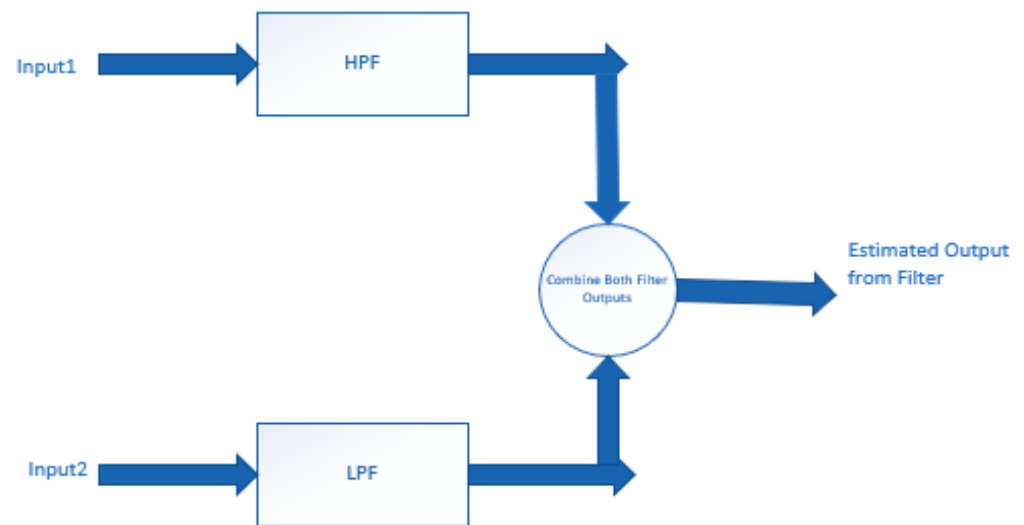 Input1
HPF
Combine Both Filter
Outputs
Estimated Output
from Filter
Input2
LPF